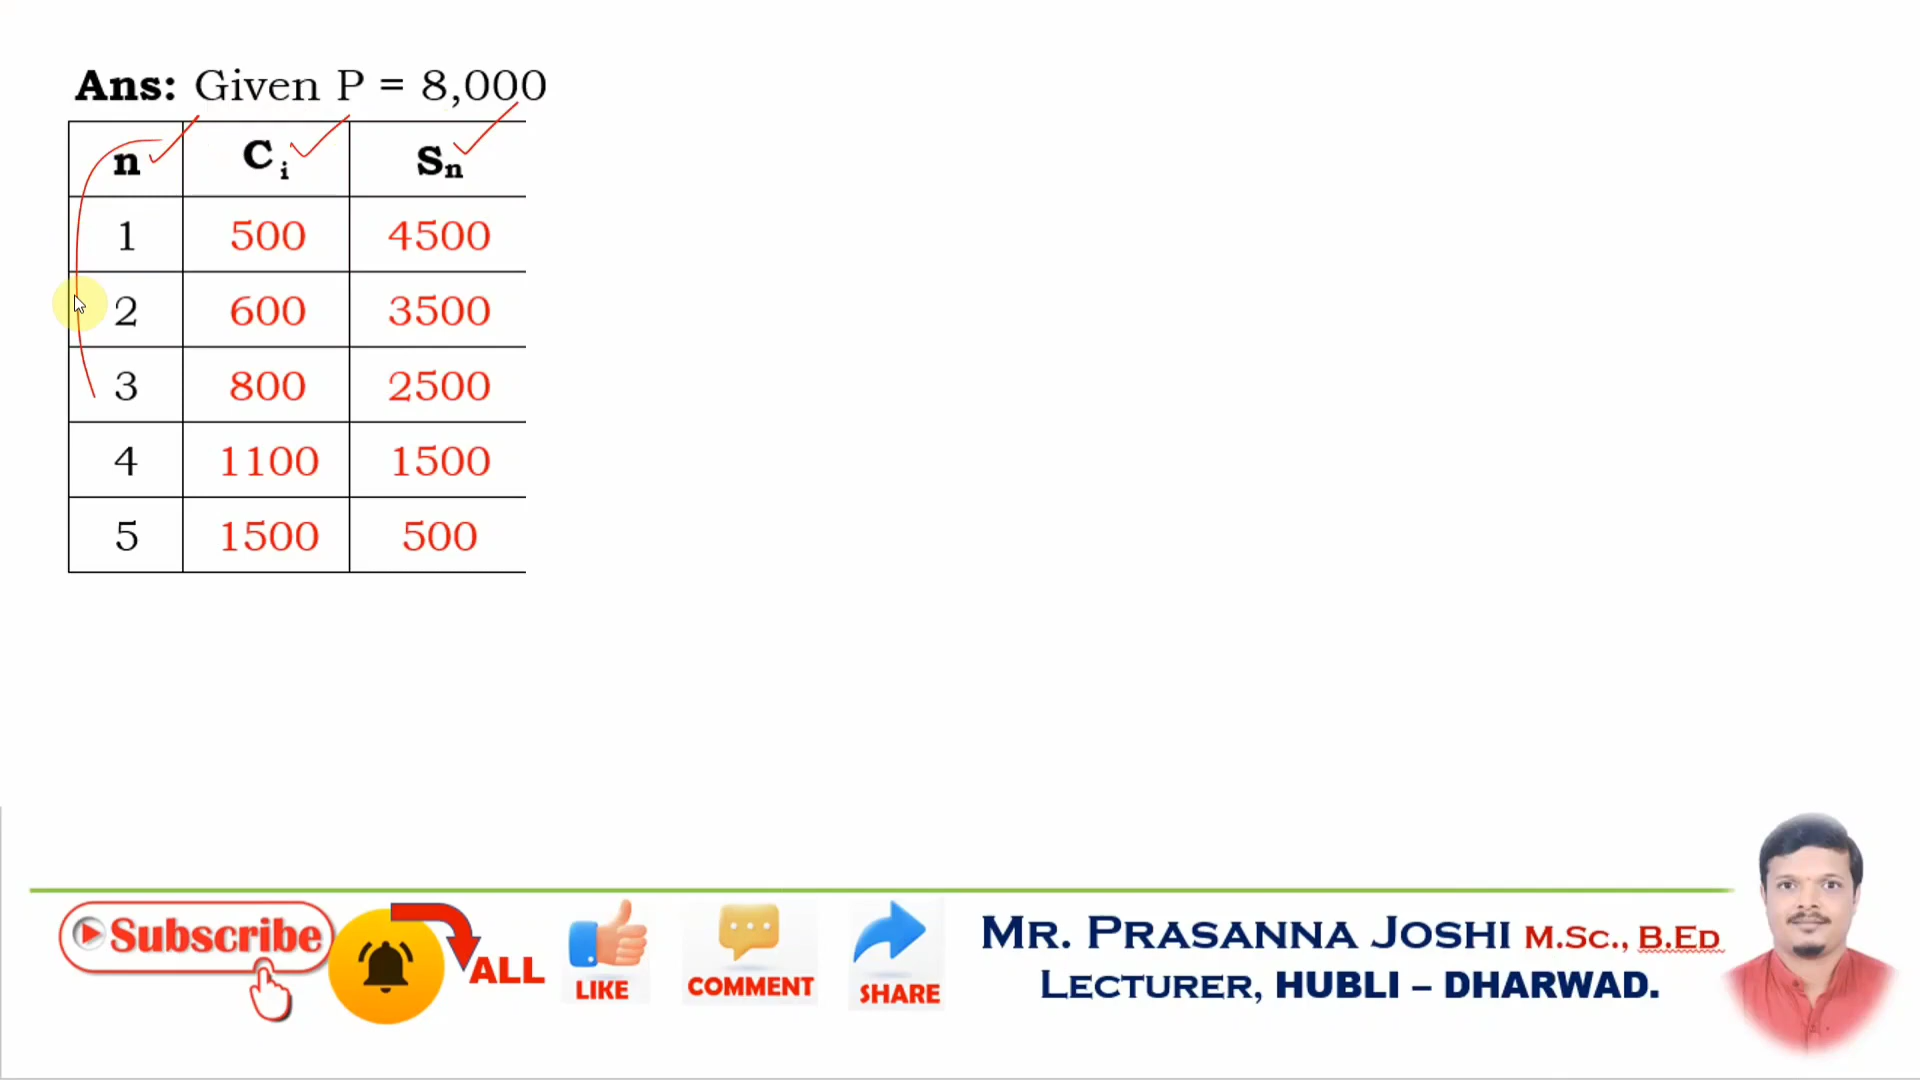 Ans: Given P = 8,000
n Ci Sn
1 500 4500
2 600 3500
3 800 2500
4 1100 1500
5 1500 500
Subscribe
ALL
LIKE
COMMENT
SHARE
MR. PRASANNA JOSHI M.SC., B.ED
LECTURER, HUBLI – DHARWAD.